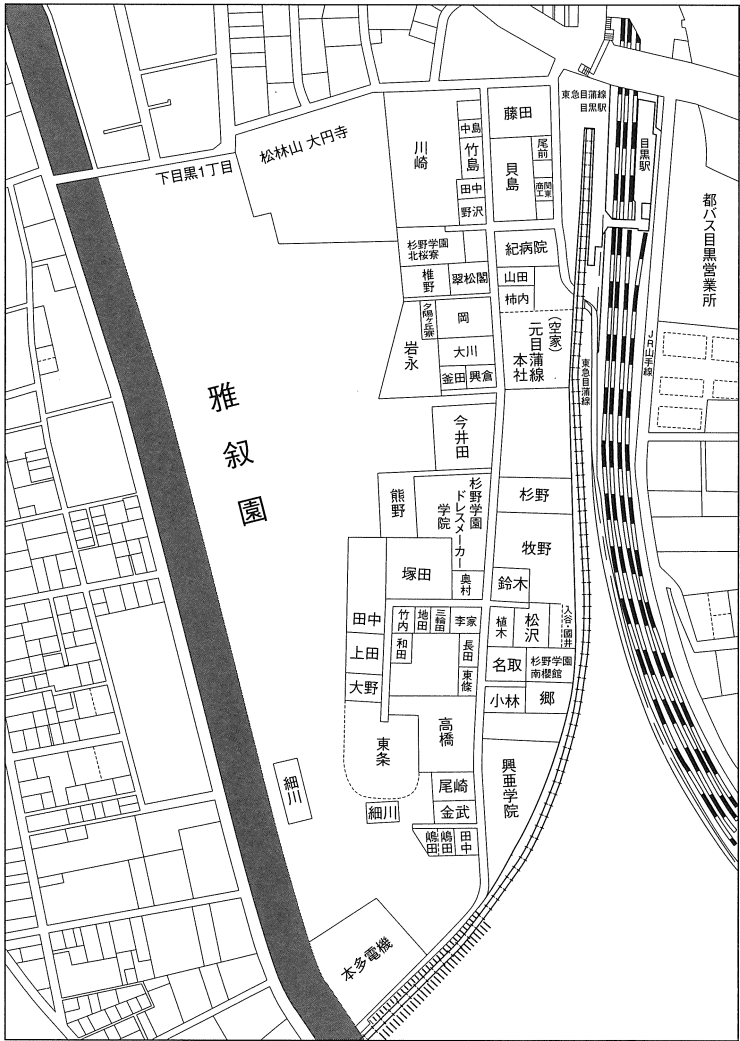 東急目蒲線
目黒駅
目黒駅
都バス目黒営業所
JR山手線
東急目蒲線
松林山 大円寺
下目黒1丁目
川崎
中島
竹島
田中
野沢
藤田
貝島
尾前
商工
関東
杉野学園
北桜寮
椎野
翠松閣
紀病院
山田
柿内
夕陽ヶ丘寮
岡
岩永
大川
釜田
興倉
(空家)
元目蒲線
本社
雅叙園
今井田
熊野
杉野学園
ドレスメーカー
学院
杉野
牧野
塚田
奥村
鈴木
田中
竹内
地田
三輪田
李家
植木
松沢
入谷・國井
上田
和田
長田
名取
杉野学園
南櫻館
大野
東條
小林
郷
東条
高橋
興亜学院
細川
尾崎
細川
金武
嶋田
嶋田
田中
本多電機